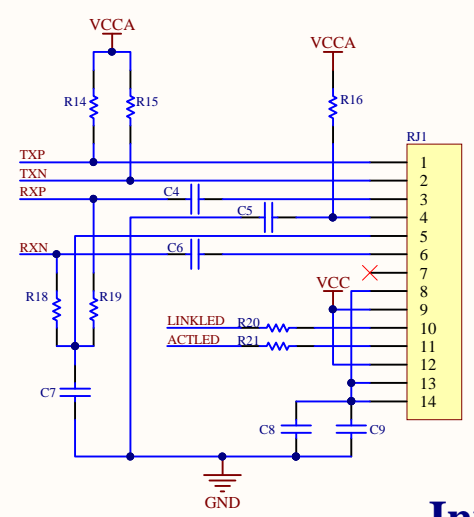 VCCA
VCCA
R14
R15
R16
RJ1
TXP
1
TXN
2
RXP
C4
3
C5
4
5
RXN
C6
6
7
R18
R19
VCC
8
9
LINKLED
R20
10
ACTLED
R21
11
12
C7
13
14
C8
C9
GND